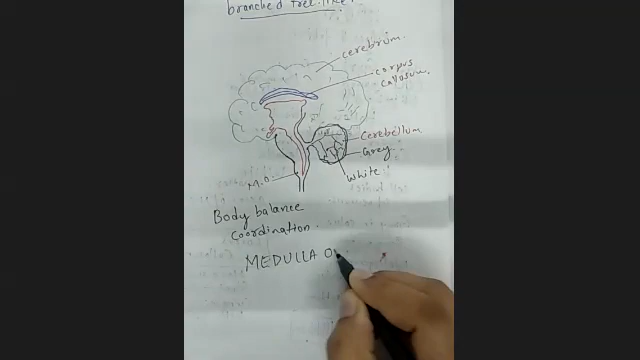 branched tree-like.
cerebrum.
corpus
callosum.
Cerebellum
Grey.
White.
M.O
Body balance
coordination.
MEDULLA O